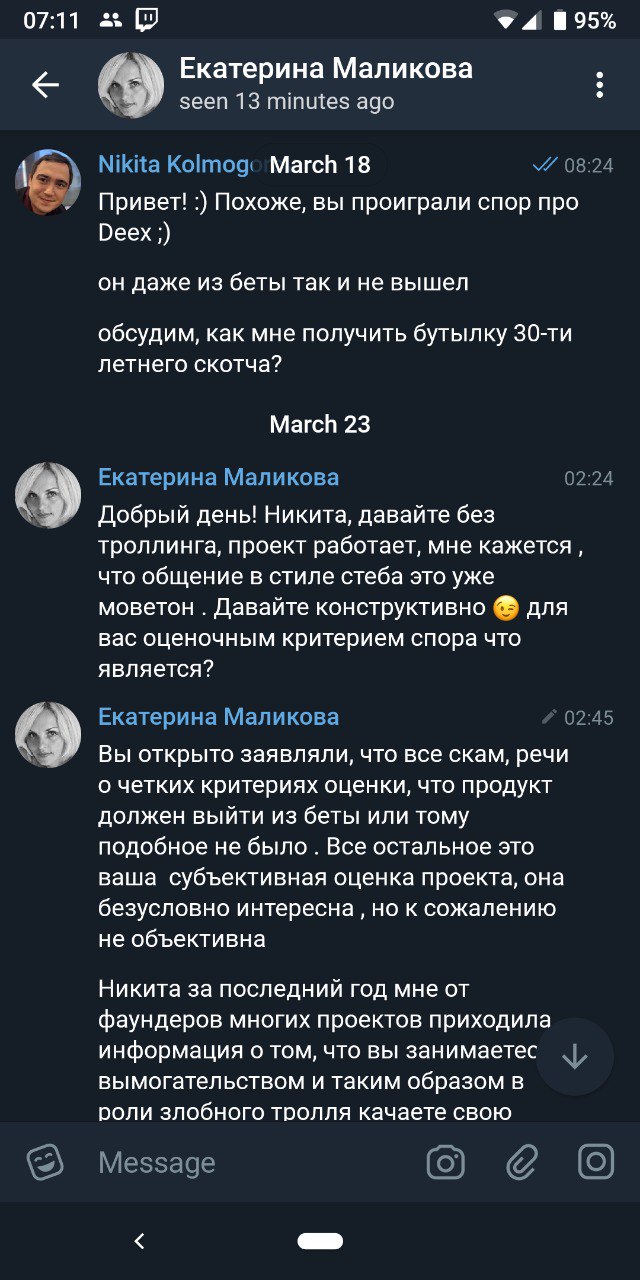 07:11
95%
Екатерина Маликова
seen 13 minutes ago
Nikita Kolmogo
March 18
08:24
Привет! :) Похоже, вы проиграли спор про
Deex ;)
он даже из беты так и не вышел
обсудим, как мне получить бутылку 30-ти
летнего скотча?
March 23
Екатерина Маликова
02:24
Добрый день! Никита, давайте без
троллинга, проект работает, мне кажется ,
что общение в стиле стеба это уже
моветон . Давайте конструктивно 😉 для
вас оценочным критерием спора что
является?
Екатерина Маликова
02:45
Вы открыто заявляли, что все скам, речи
о четких критериях оценки, что продукт
должен выйти из беты или тому
подобное не было . Все остальное это
ваша  субъективная оценка проекта, она
безусловно интересна , но к сожалению
не объективна
Никита за последний год мне от
фаундеров многих проектов приходила
информация о том, что вы занимаетес
вымогательством и таким образом в
роли злобного тролля качаете свою
Message